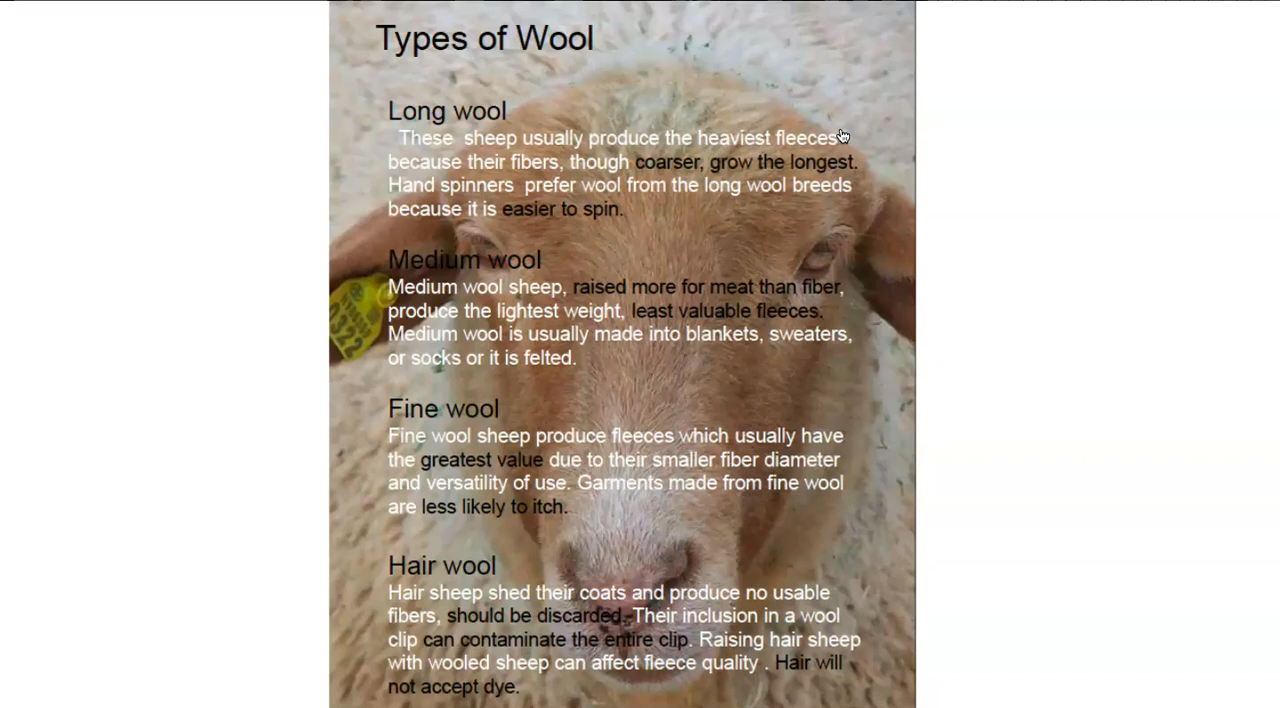 Types of Wool
Long wool
These sheep usually produce the heaviest fleeces
because their fibers, though coarser, grow the longest.
Hand spinners prefer wool from the long wool breeds
because it is easier to spin.
Medium wool
Medium wool sheep, raised more for meat than fiber,
produce the lightest weight, least valuable fleeces.
Medium wool is usually made into blankets, sweaters,
or socks or it is felted.
Fine wool
Fine wool sheep produce fleeces which usually have
the greatest value due to their smaller fiber diameter
and versatility of use. Garments made from fine wool
are less likely to itch.
Hair wool
Hair sheep shed their coats and produce no usable
fibers, should be discarded. Their inclusion in a wool
clip can contaminate the entire clip. Raising hair sheep
with wooled sheep can affect fleece quality . Hair will
not accept dye.
0322